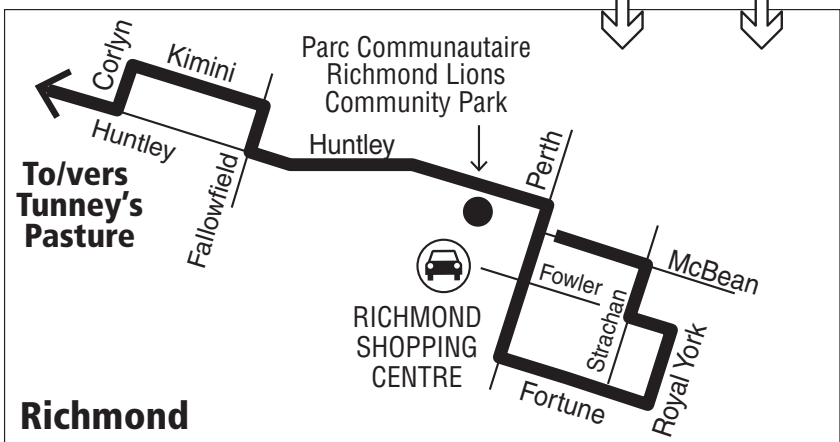 Corlyn
Kimini
Parc Communautaire
Richmond Lions
Community Park
Huntley
Huntley
Perth
To/vers
Tunney's
Pasture
Fallowfield
McBean
Fowler
Strachan
RICHMOND
SHOPPING
CENTRE
Royal York
Fortune
Richmond